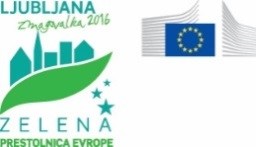 LJUBLJANA
Zmagovalka 2016
ZELENA
PRESTOLNICA EVROPE